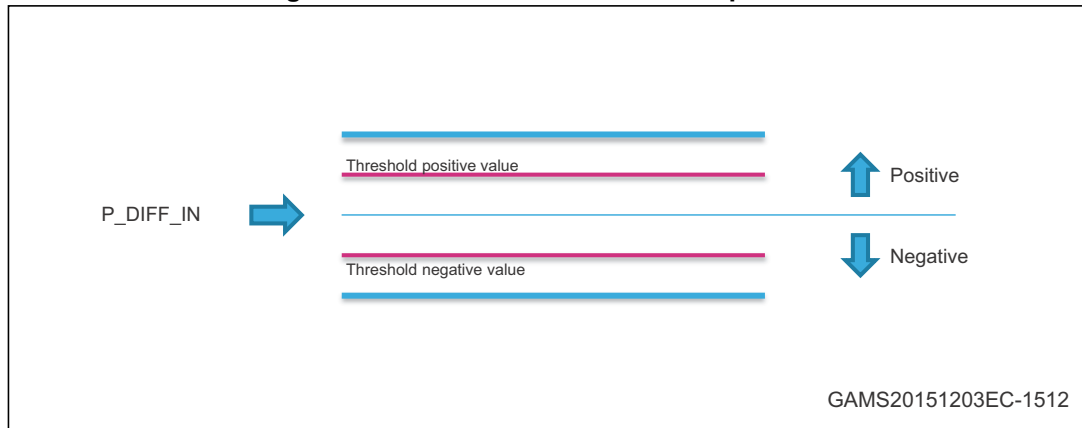 Threshold positive value
Positive
P_DIFF_IN
Negative
Threshold negative value
GAMS20151203EC-1512